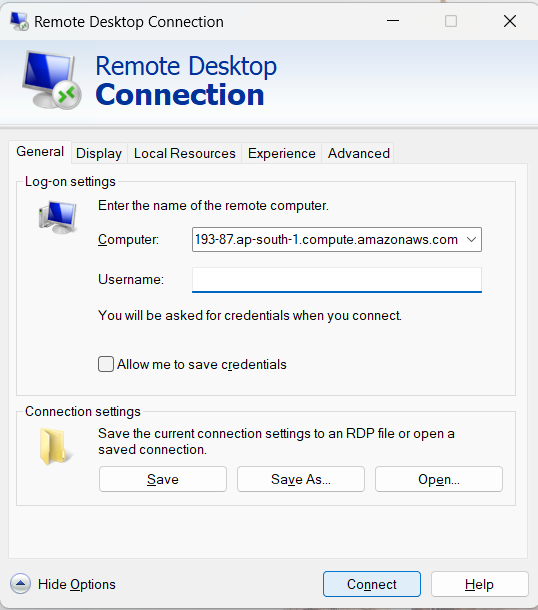 Remote Desktop Connection
Remote Desktop
Connection
General
Display
Local Resources
Experience
Advanced
Log-on settings
Enter the name of the remote computer.
Computer:
193-87.ap-south-1.compute.amazonaws.com
Username:
You will be asked for credentials when you connect.
Allow me to save credentials
Connection settings
Save the current connection settings to an RDP file or open a
saved connection.
Save
Save As...
Open...
Hide Options
Connect
Help